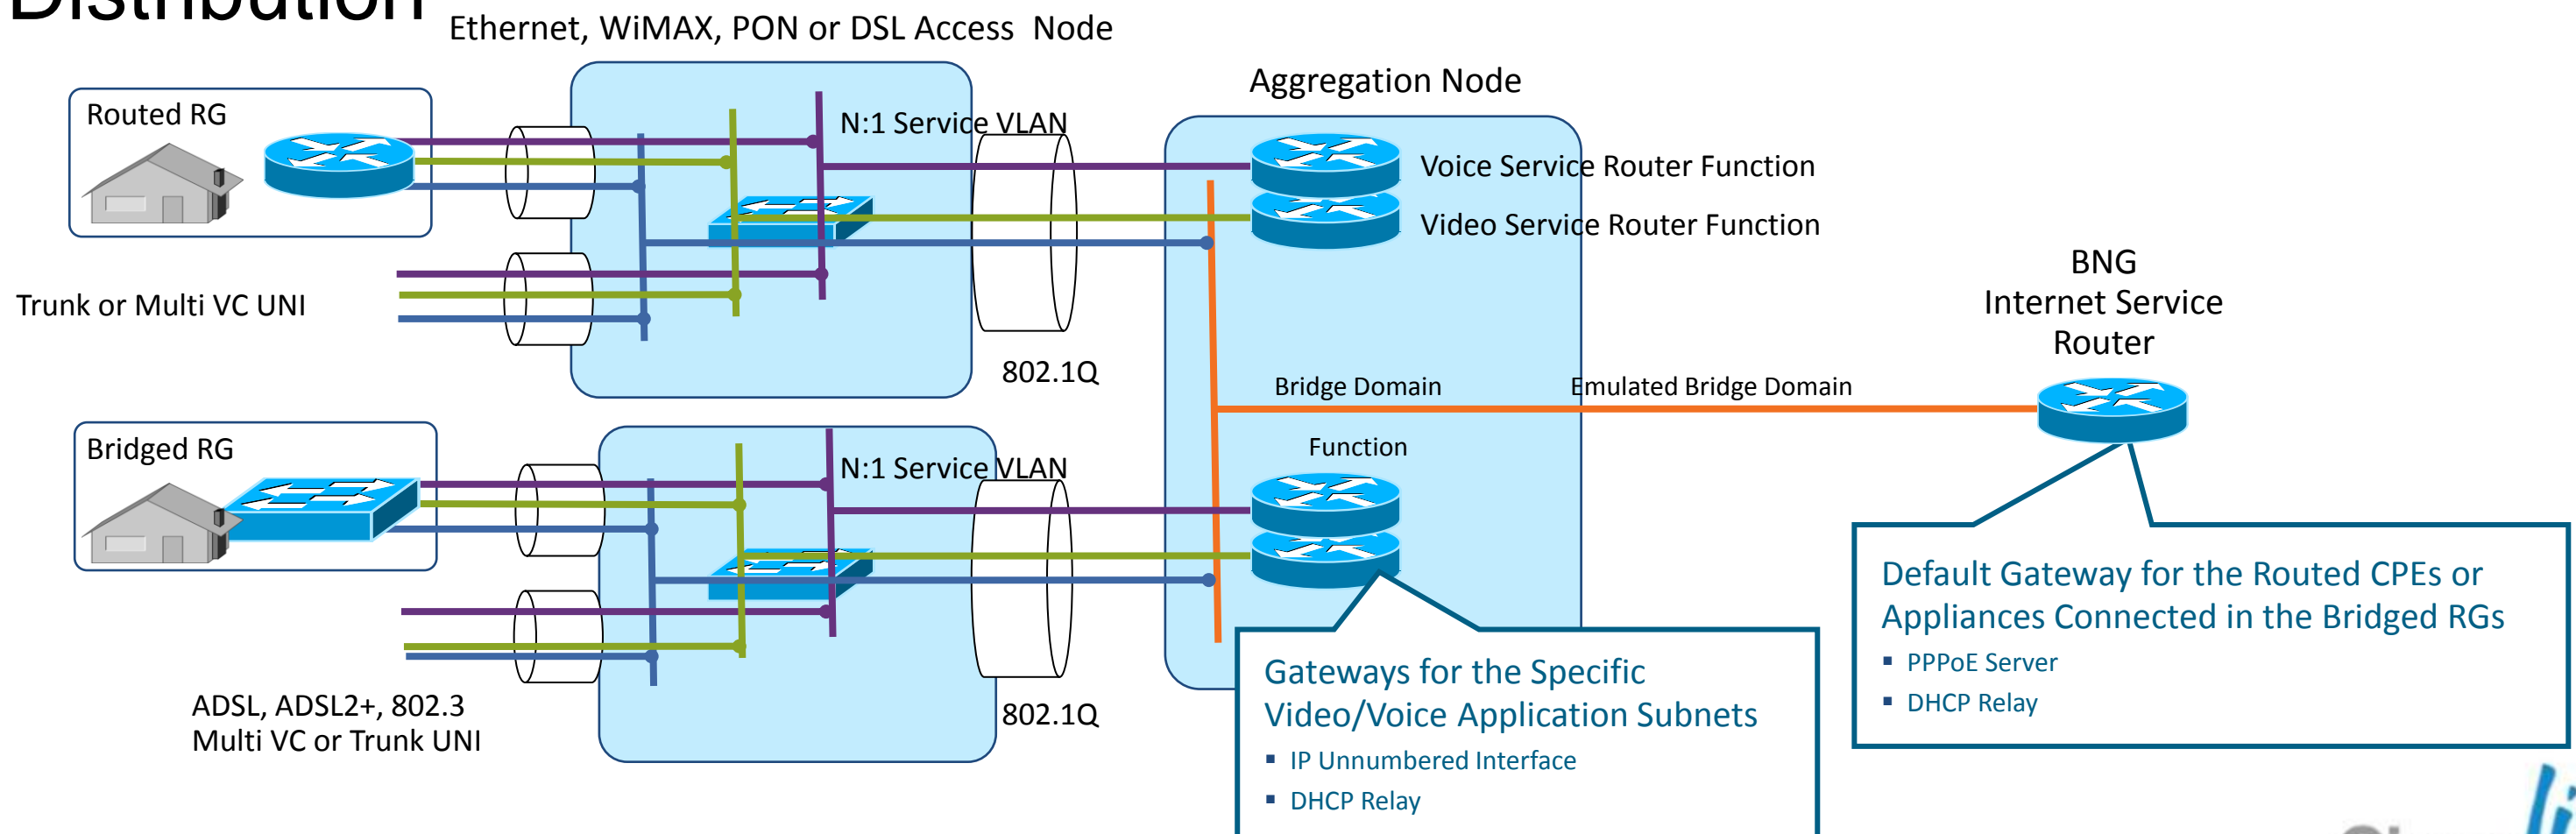 Distribution
Ethernet, WiMAX, PON or DSL Access  Node
Aggregation Node
Routed RG
N:1 Service VLAN
Voice Service Router Function
Video Service Router Function
Trunk or Multi VC UNI
802.1Q
BNG
Internet Service
Router
Bridge Domain
Emulated Bridge Domain
Bridged RG
N:1 Service VLAN
Function
802.1Q
ADSL, ADSL2+, 802.3
Multi VC or Trunk UNI
Gateways for the Specific
Video/Voice Application Subnets
▪ IP Unnumbered Interface
▪ DHCP Relay
Default Gateway for the Routed CPEs or
Appliances Connected in the Bridged RGs
▪ PPPoE Server
▪ DHCP Relay